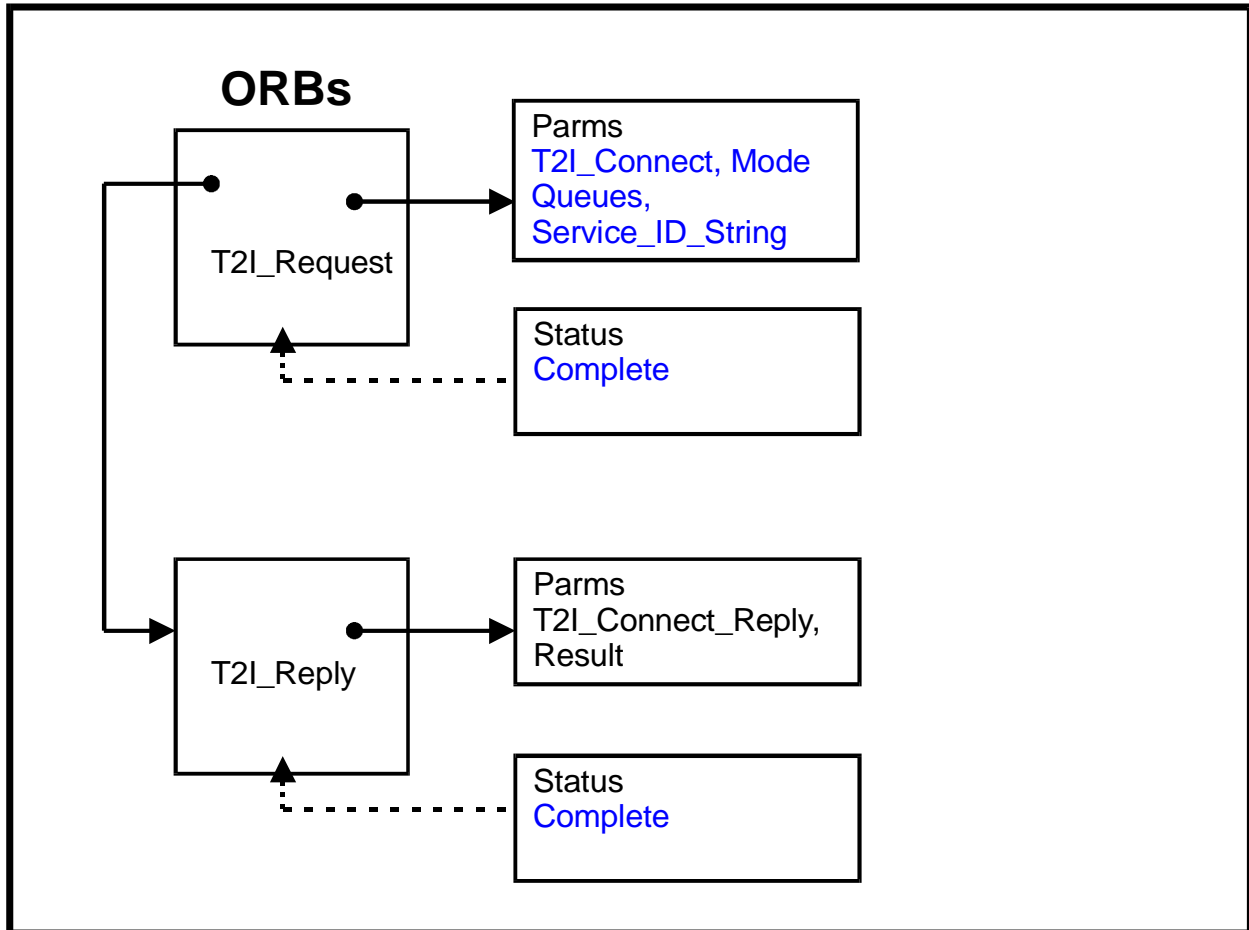 ORBs
T2I_Request
Parms
T2I_Connect, Mode
Queues,
Service_ID_String
Status
Complete
T2I_Reply
Parms
T2I_Connect_Reply,
Result
Status
Complete